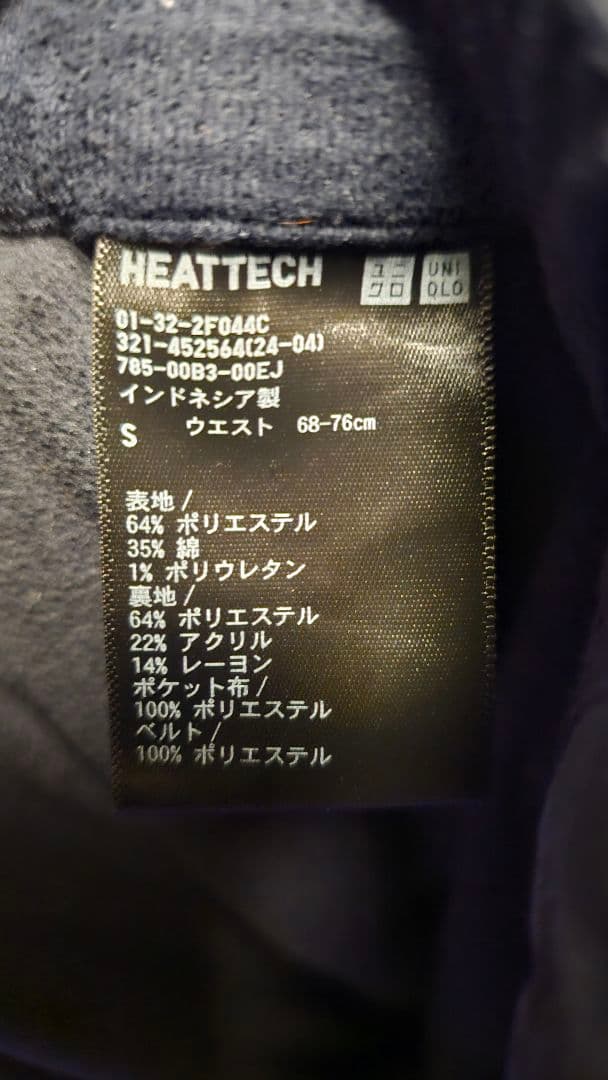 HEATTECH
ユニ
クロ
UNI
QLO
01-32-2F044C
321-452564(24-04)
785-00B3-00EJ
インドネシア製
S ウエスト 68-76cm
表地/
64% ポリエステル
35% 綿
1% ポリウレタン
裏地/
64% ポリエステル
22% アクリル
14% レーヨン
ポケット布/
100% ポリエステル
ベルト/
100% ポリエステル